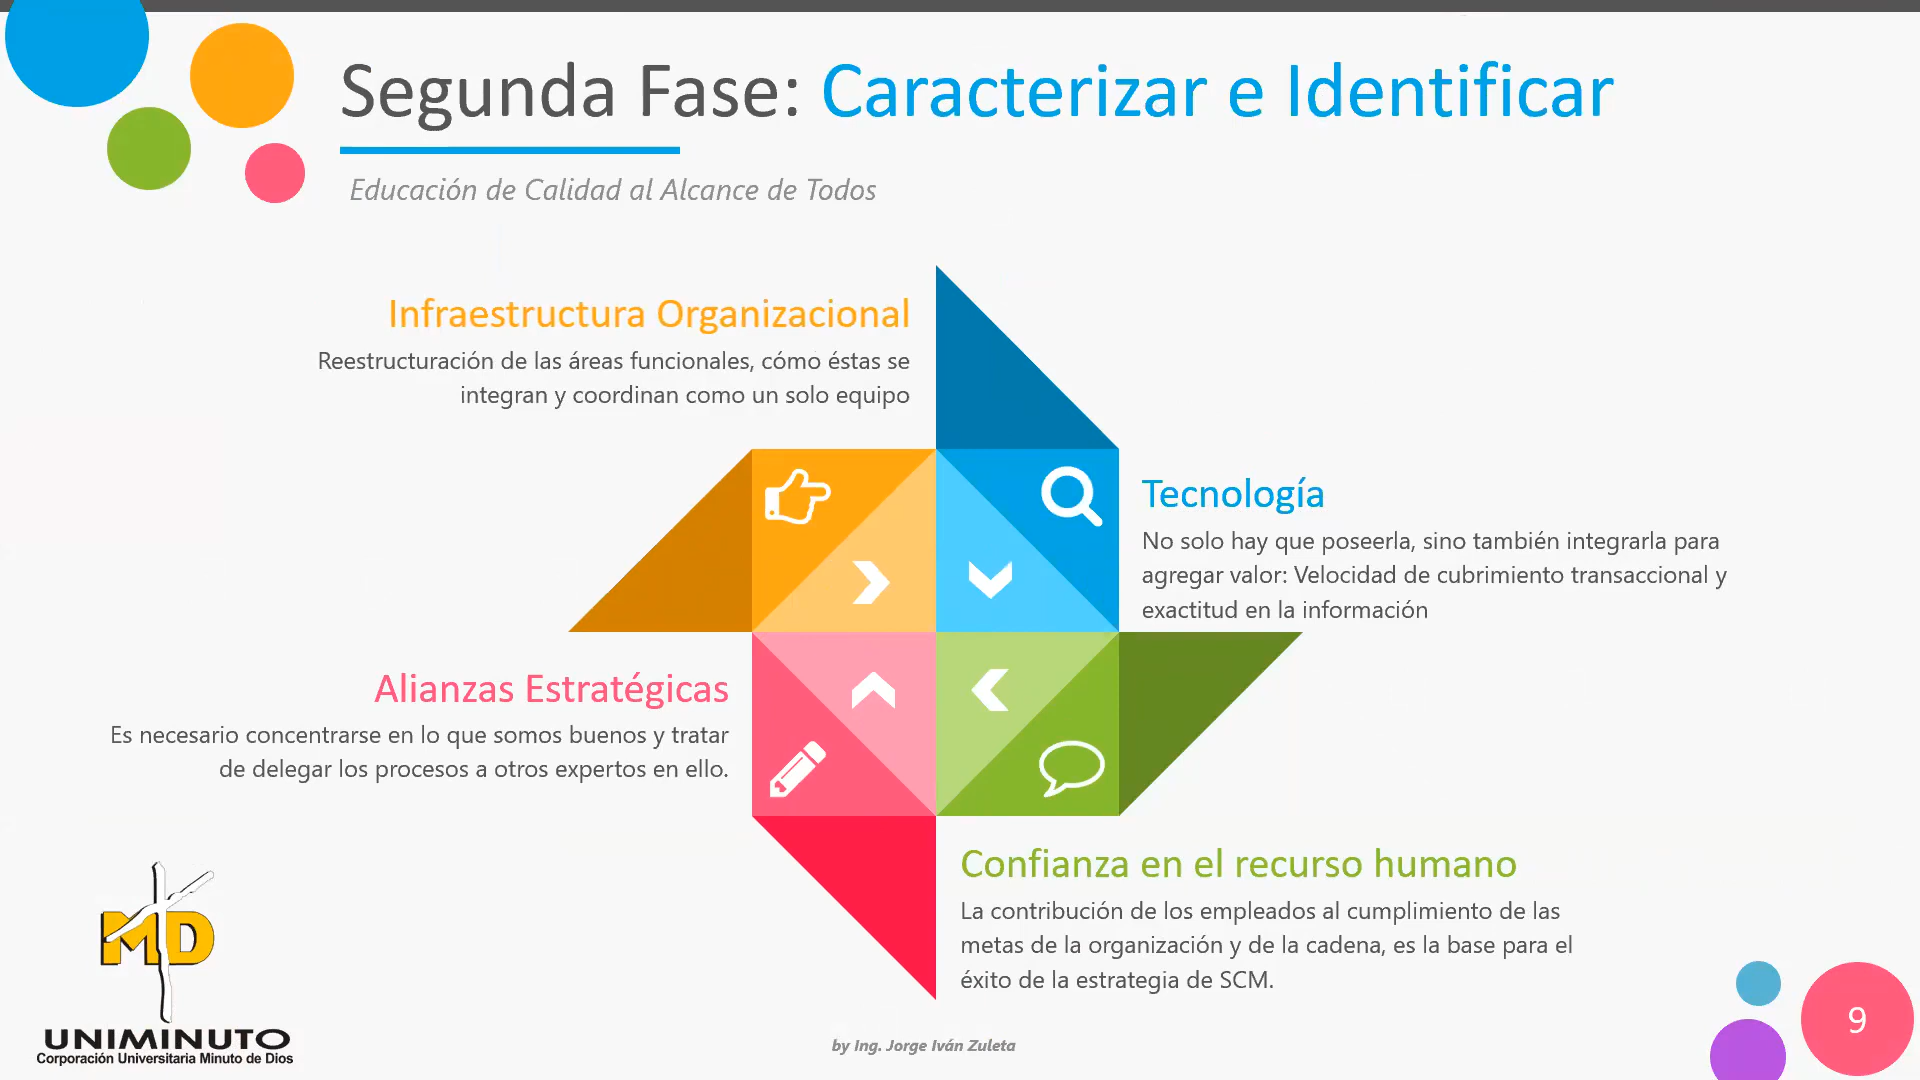 Segunda Fase: Caracterizar e Identificar
Educación de Calidad al Alcance de Todos
Infraestructura Organizacional
Reestructuración de las áreas funcionales, cómo éstas se
integran y coordinan como un solo equipo
Tecnología
No solo hay que poseerla, sino también integrarla para
agregar valor: Velocidad de cubrimiento transaccional y
exactitud en la información
Alianzas Estratégicas
Es necesario concentrarse en lo que somos buenos y tratar
de delegar los procesos a otros expertos en ello.
Confianza en el recurso humano
La contribución de los empleados al cumplimiento de las
metas de la organización y de la cadena, es la base para el
éxito de la estrategia de SCM.
MD
UNIMINUTO
Corporación Universitaria Minuto de Dios
by Ing. Jorge Iván Zuleta
9